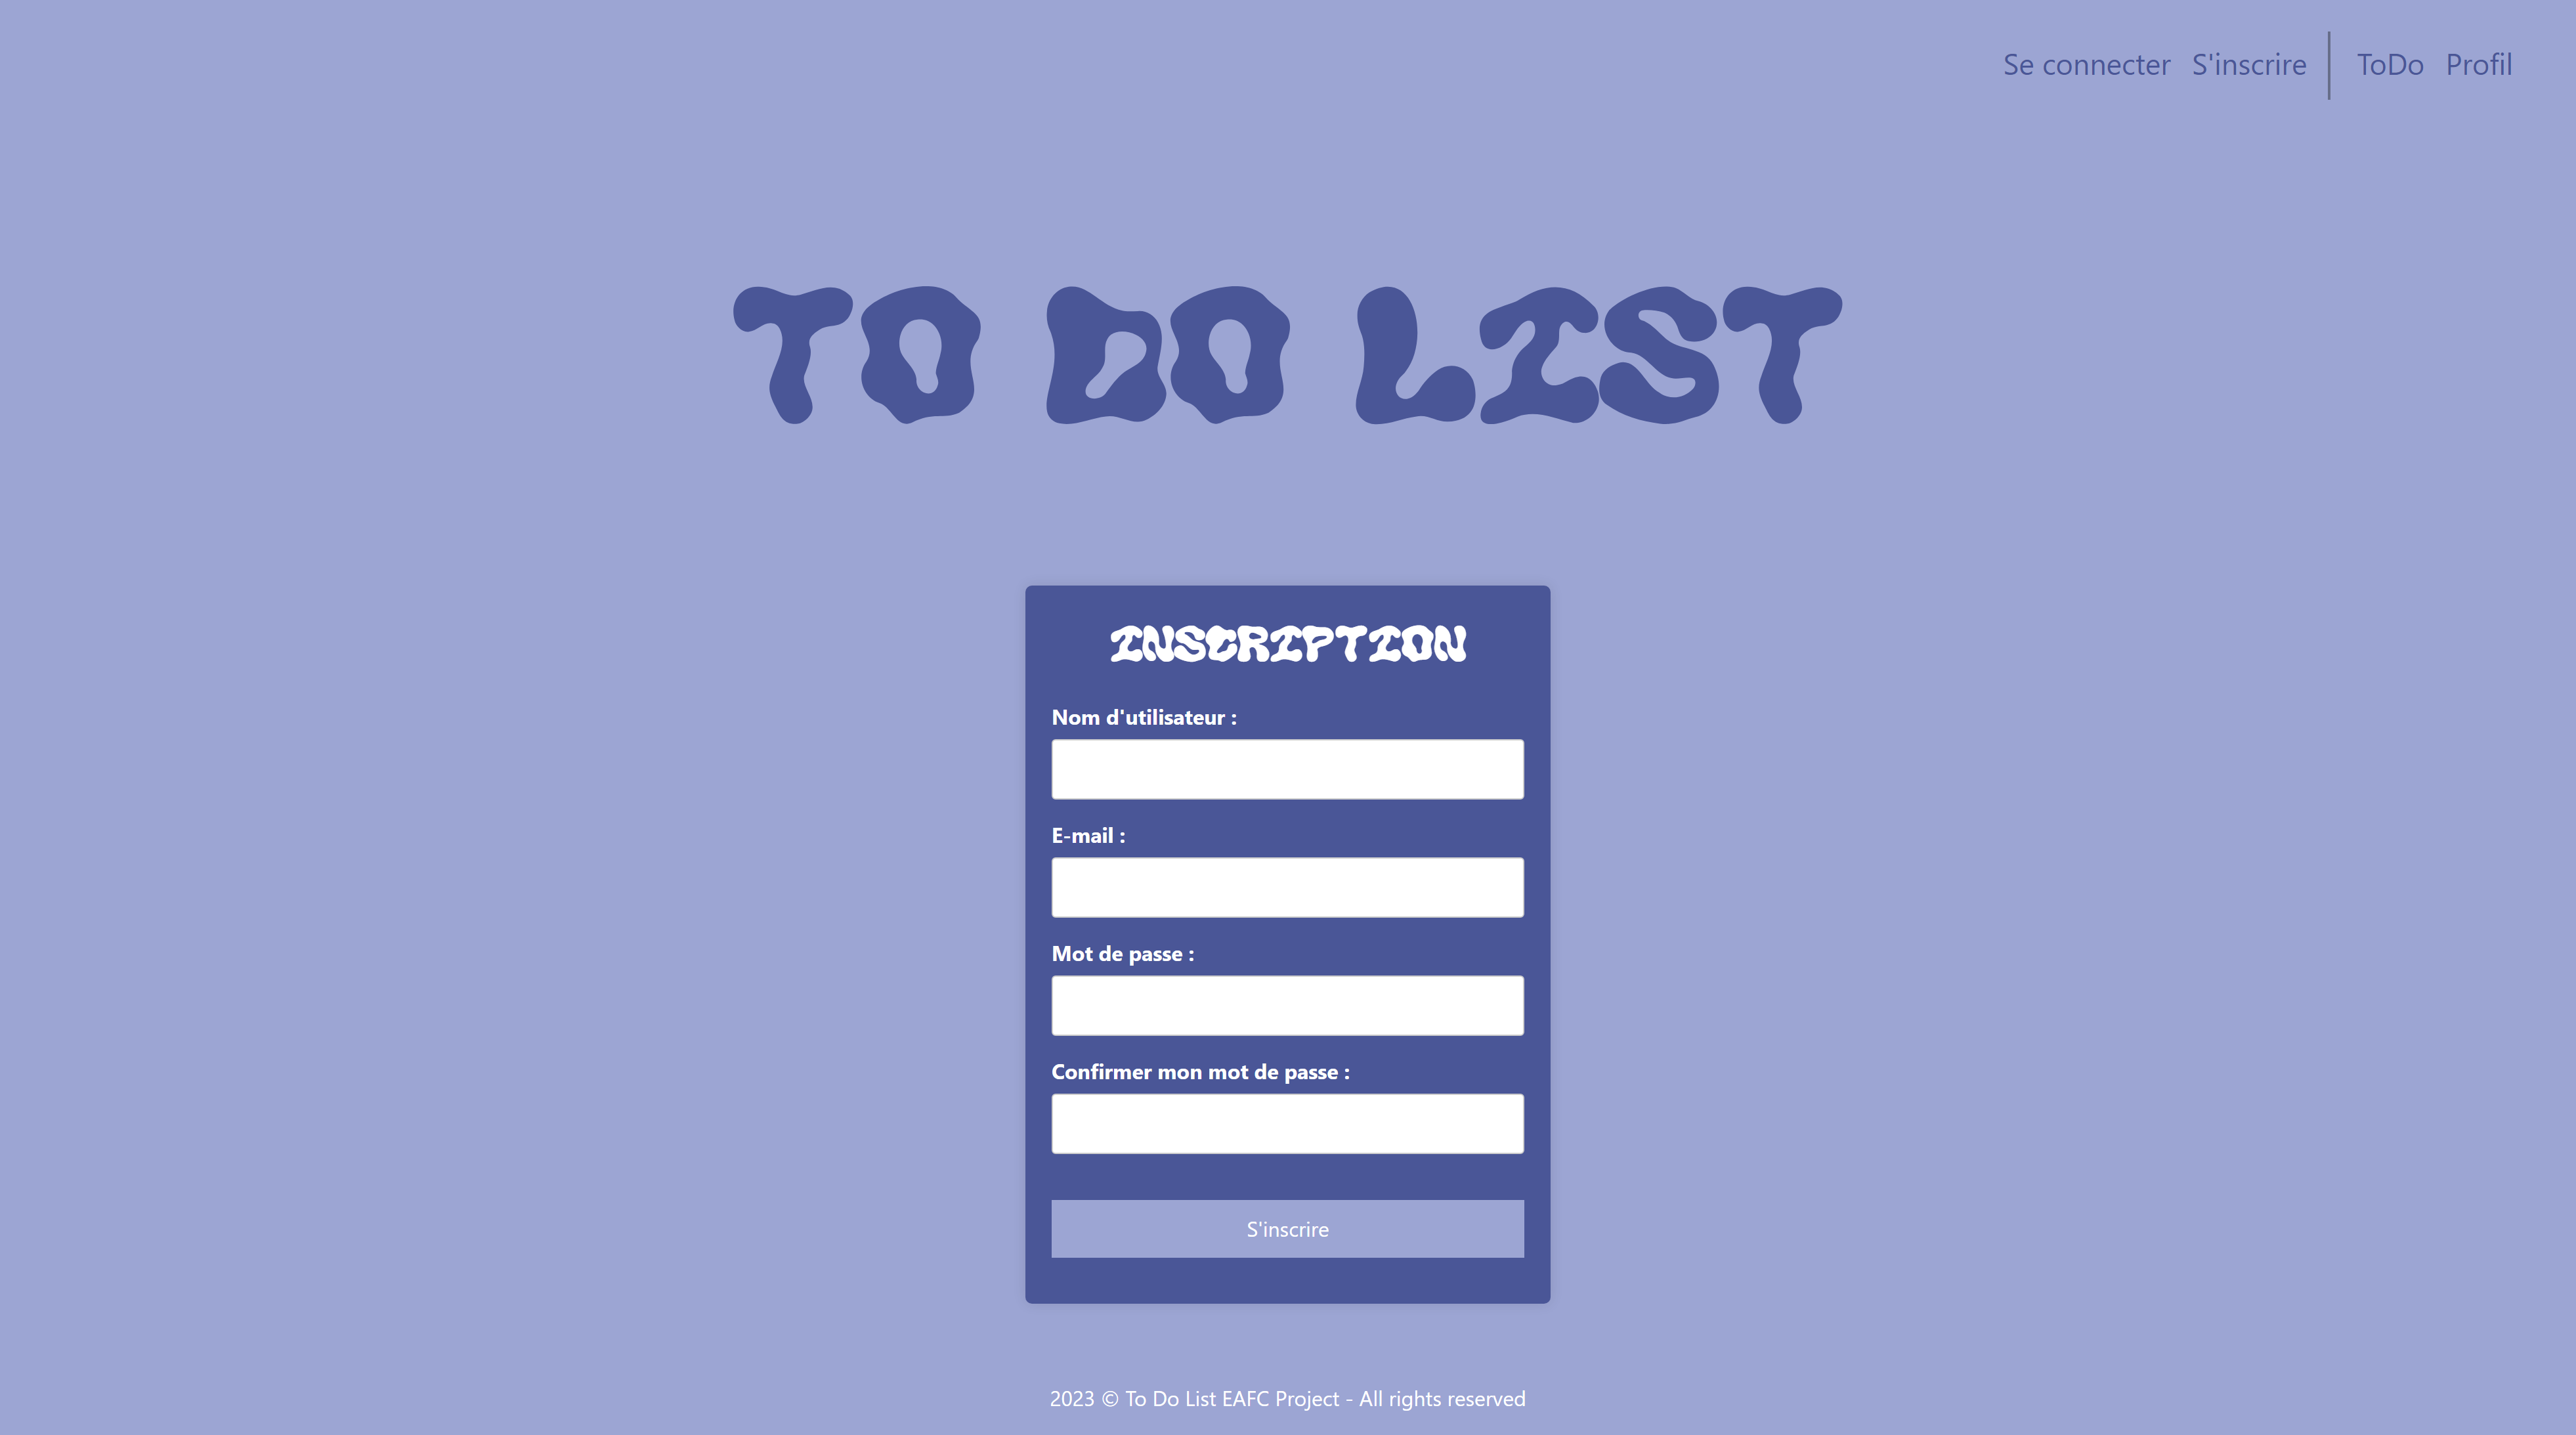 Se connecter S'inscrire ToDo Profil
TO DO LIST
INSCRIPTION
Nom d'utilisateur :
E-mail :
Mot de passe :
Confirmer mon mot de passe :
S'inscrire
2023 © To Do List EAFC Project - All rights reserved